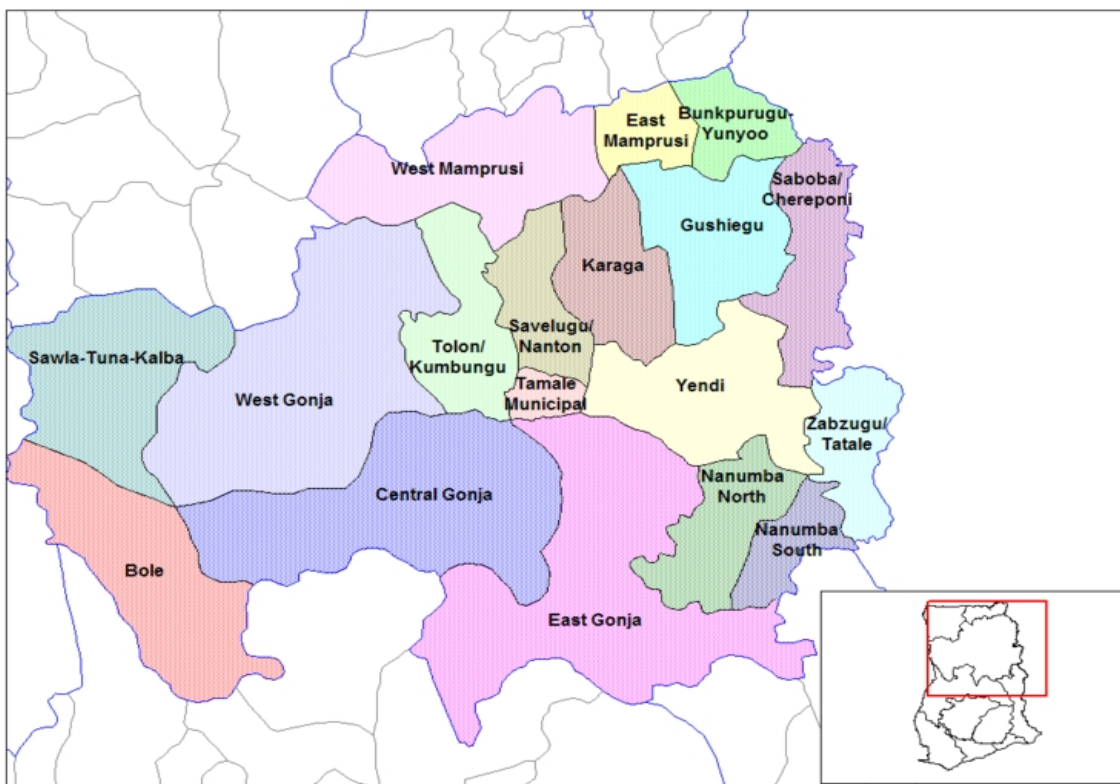 East
Mamprusi
Bunkpurugu-
Yunyoo
West Mamprusi
Saboba/
Chereponi
Gushiegu
Karaga
Savelugu/
Nanton
Tolon/
Kumbungu
Sawla-Tuna-Kalba
West Gonja
Tamale
Municipal
Yendi
Zabzugu/
Tatale
Nanumba
North
Central Gonja
Nanumba
South
Bole
East Gonja